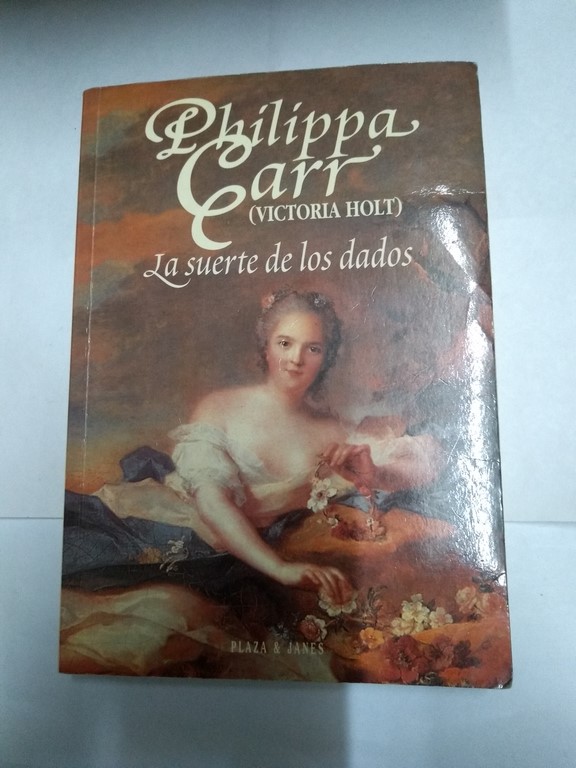 Philippa
Carr
(VICTORIA HOLT)
La suerte de los dados
PLAZA & JANES